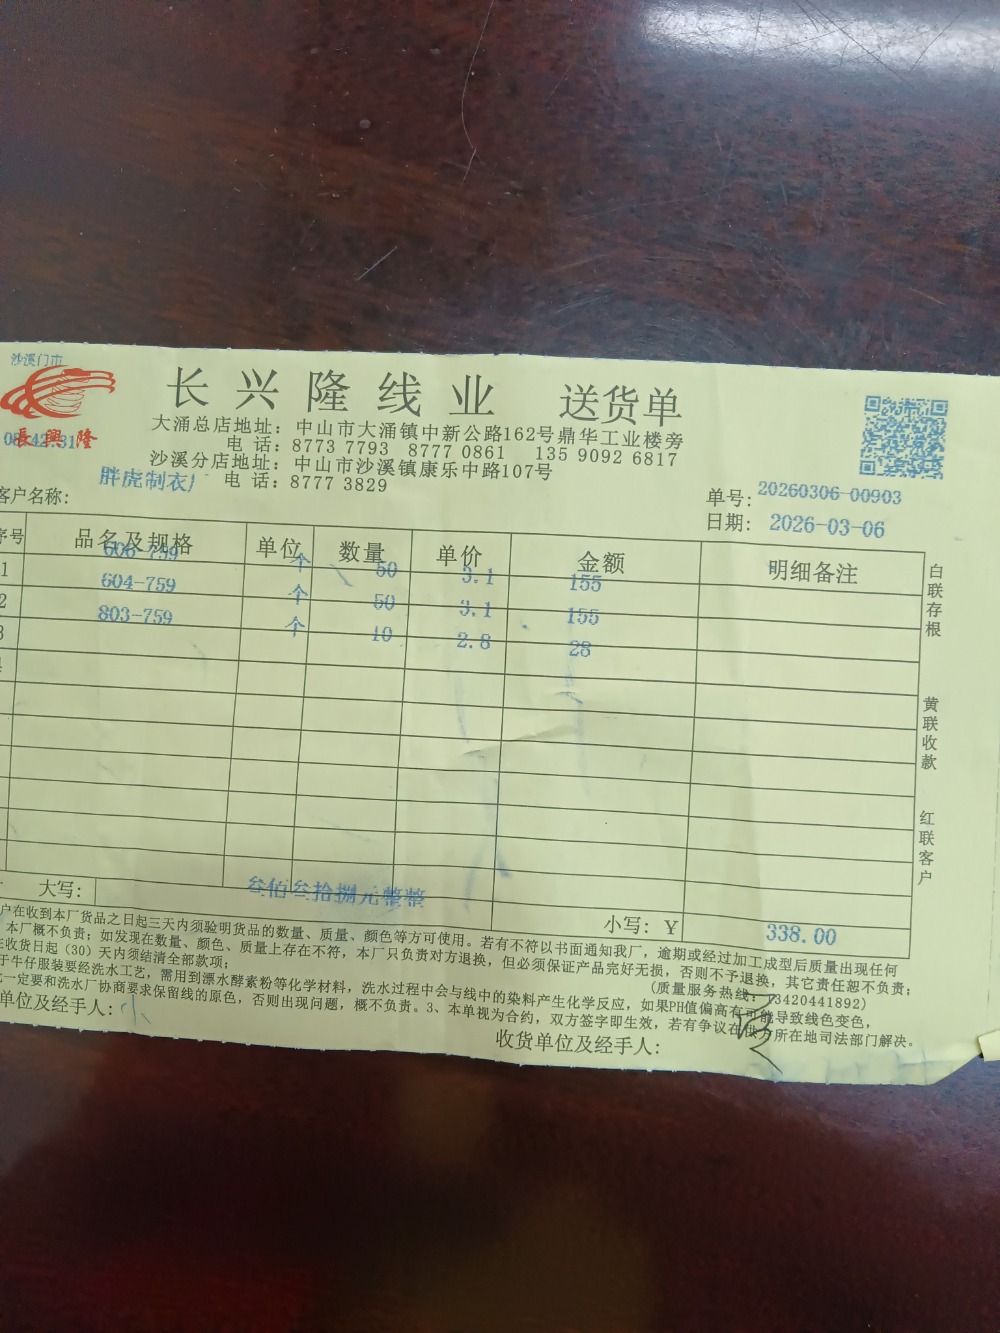 沙溪门市
長興隆
长兴隆线业 送货单
大涌总店地址：中山市大涌镇中新公路162号鼎华工业楼旁
电话：8773 7793 8777 0861 135 9092 6817
沙溪分店地址：中山市沙溪镇康乐中路107号
电话：8777 3829
客户名称：胖虎制衣厂
单号：20260306-00903
日期：2026-03-06
序号 品名及规格 单位 数量 单价 金额 明细备注
1 606-759 个 50 3.1 155
2 604-759 个 50 3.1 155
3 803-759 个 10 2.8 28
白联存根
黄联收款
红联客户
大写：叁佰叁拾捌元整整
小写：￥ 338.00
户在收到本厂货品之日起三天内须验明货品的数量、质量、颜色等方可使用。若有不符以书面通知我厂，逾期或经过加工成型后质量出现任何
，本厂概不负责；如发现在数量、颜色、质量上存在不符，本厂只负责对方退换，但必须保证产品完好无损，否则不予退换，其它责任恕不负责；
收货日起（30）天内须结清全部款项；
（质量服务热线：13420441892）
于牛仔服装要经洗水工艺，需用到漂水酵素粉等化学材料，洗水过程中会与线中的染料产生化学反应，如果PH值偏高有可能导致线色变色，
一定要和洗水厂协商要求保留线的原色，否则出现问题，概不负责。3、本单视为合约，双方签字即生效，若有争议在供方所在地司法部门解决。
单位及经手人：
收货单位及经手人：